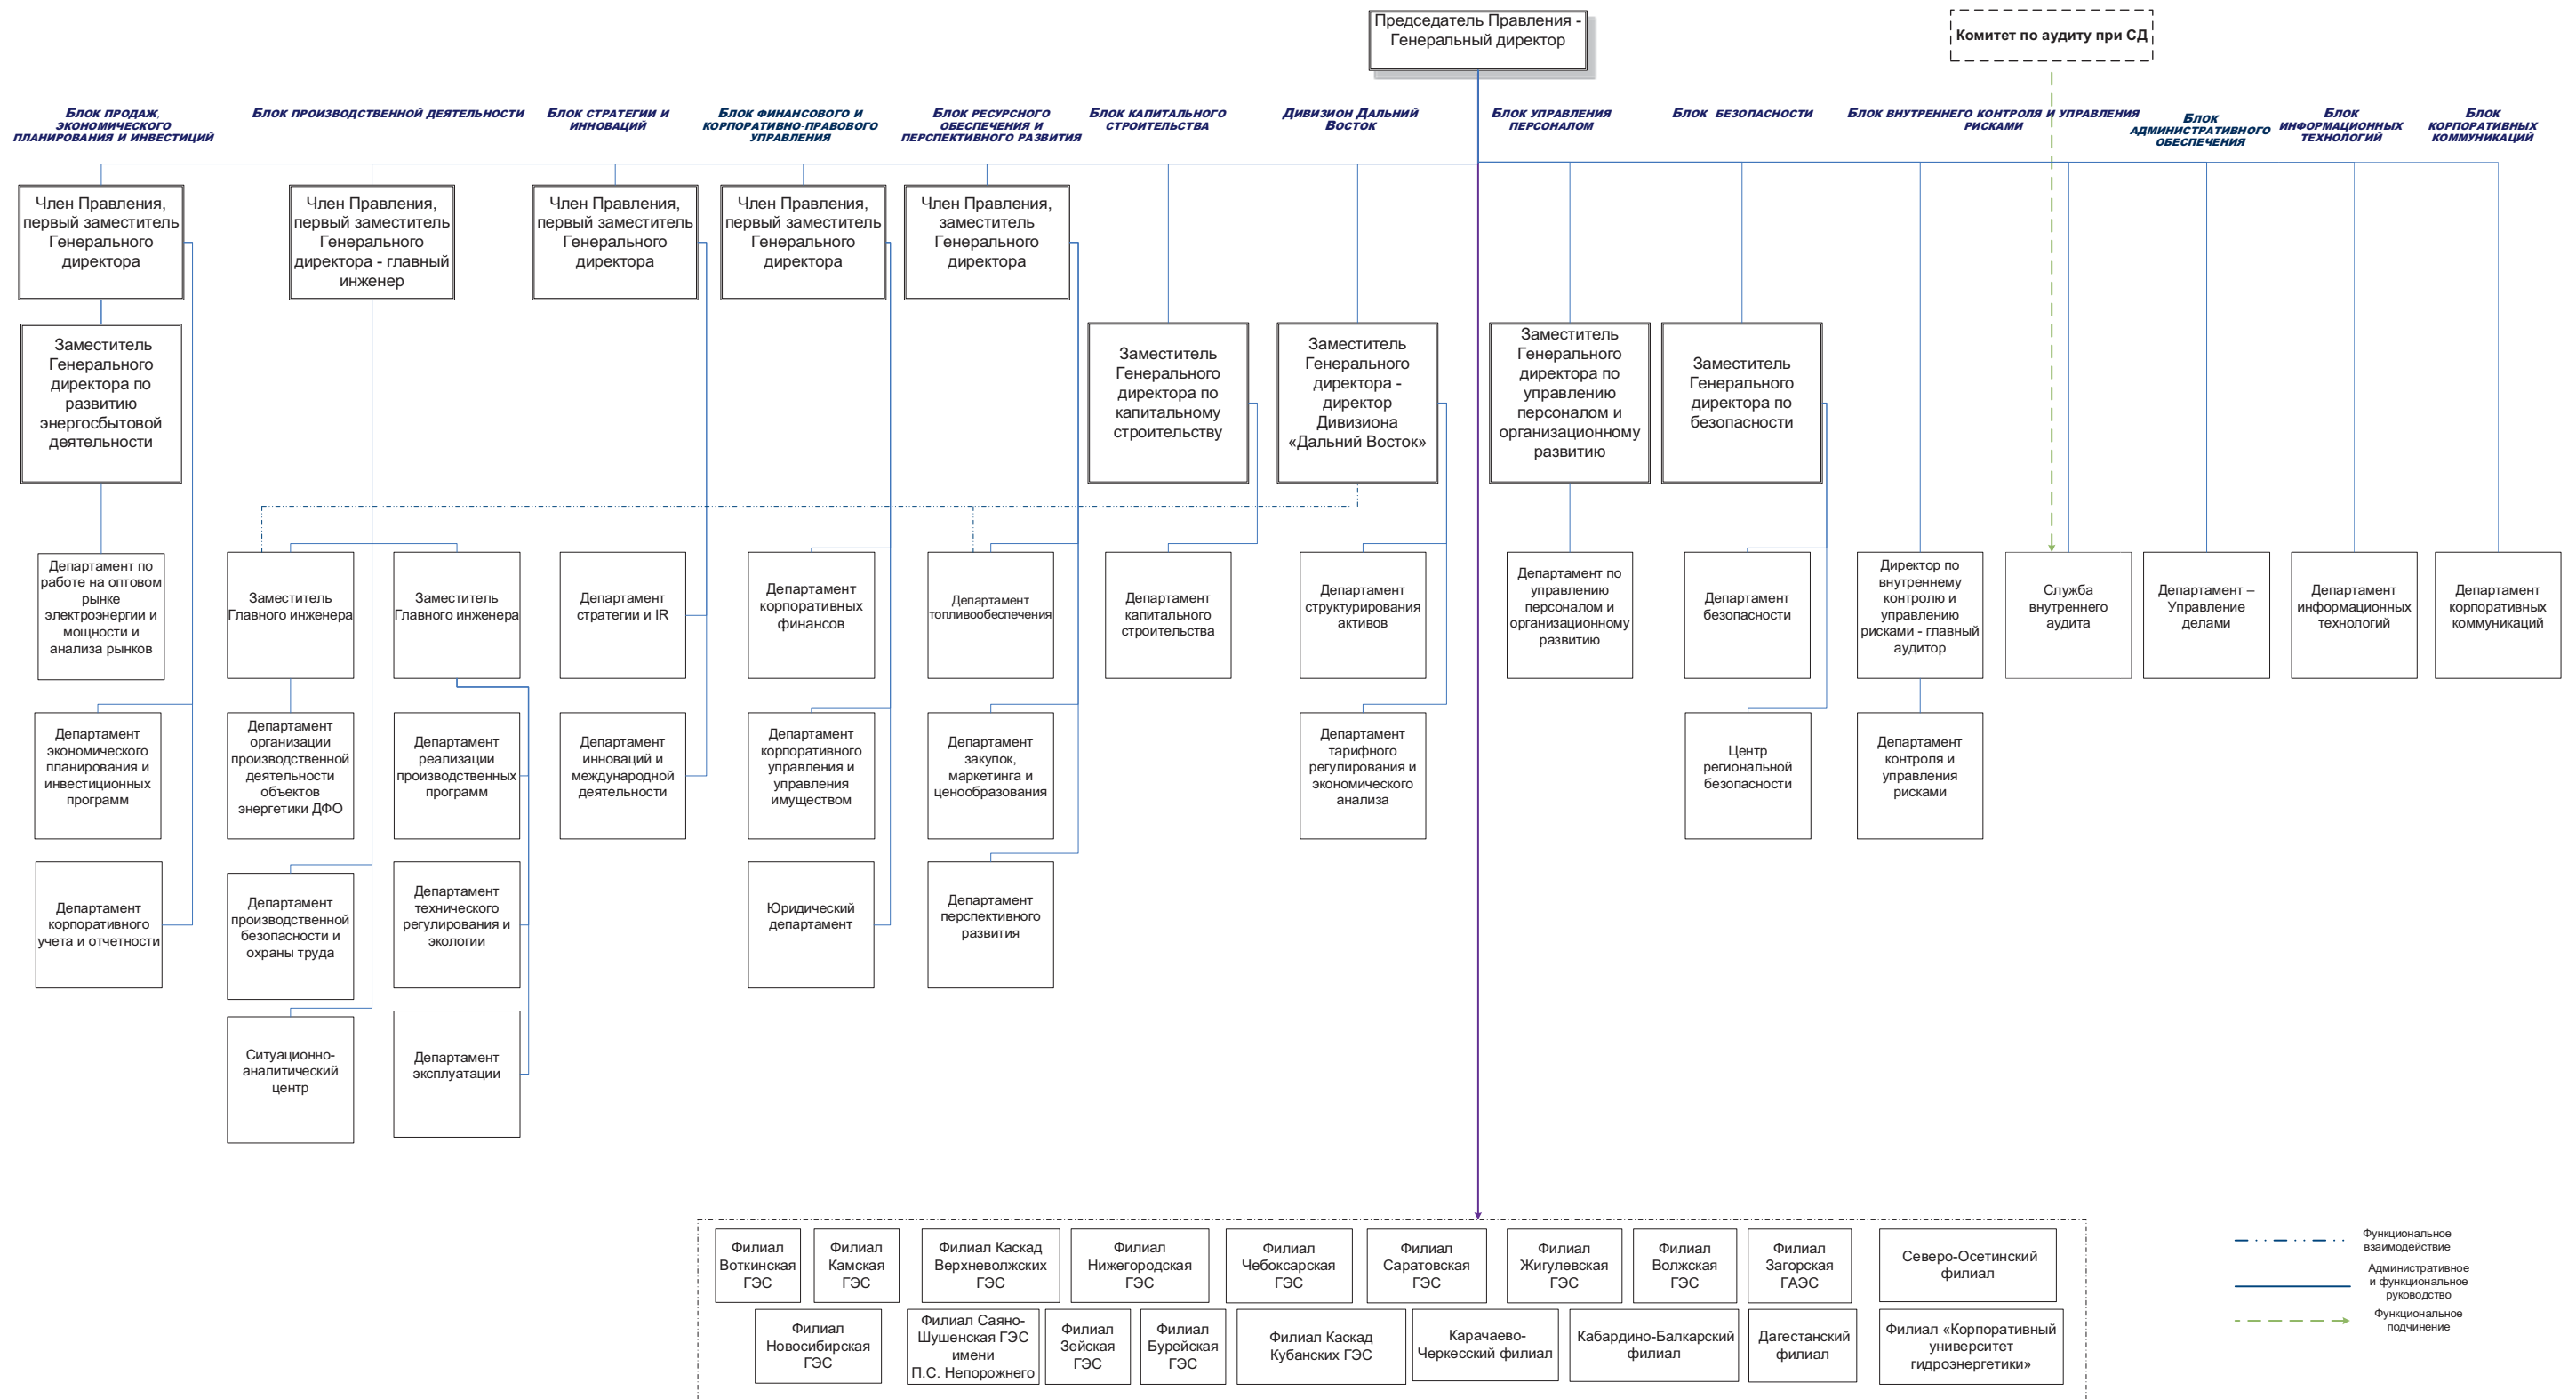 Председатель Правления -
Генеральный директор
Комитет по аудиту при СД
Блок продаж,
экономического
планирования и инвестиций
Блок производственной деятельности
Блок стратегии и
инноваций
Блок финансового и
корпоративно-правового
управления
Блок ресурсного
обеспечения и
перспективного развития
Блок капитального
строительства
Дивизион Дальний
Восток
Блок управления
персоналом
Блок безопасности
Блок внутреннего контроля и управления
рисками
Блок
административного
обеспечения
Блок
информационных
технологий
Блок
корпоративных
коммуникаций
Член Правления,
первый заместитель
Генерального
директора
Член Правления,
первый заместитель
Генерального
директора - главный
инженер
Член Правления,
первый заместитель
Генерального
директора
Член Правления,
первый заместитель
Генерального
директора
Член Правления,
заместитель
Генерального
директора
Заместитель
Генерального
директора по
развитию
энергосбытовой
деятельности
Заместитель
Генерального
директора по
капитальному
строительству
Заместитель
Генерального
директора -
директор
Дивизиона
«Дальний Восток»
Заместитель
Генерального
директора по
управлению
персоналом и
организационному
развитию
Заместитель
Генерального
директора по
безопасности
Департамент по
работе на оптовом
рынке
электроэнергии и
мощности и
анализа рынков
Заместитель
Главного инженера
Заместитель
Главного инженера
Департамент
стратегии и IR
Департамент
корпоративных
финансов
Департамент
топливообеспечения
Департамент
капитального
строительства
Департамент
структурирования
активов
Департамент по
управлению
персоналом и
организационному
развитию
Департамент
безопасности
Директор по
внутреннему
контролю и
управлению
рисками - главный
аудитор
Служба
внутреннего
аудита
Департамент –
Управление
делами
Департамент
информационных
технологий
Департамент
корпоративных
коммуникаций
Департамент
экономического
планирования и
инвестиционных
программ
Департамент
организации
производственной
деятельности
объектов
энергетики ДФО
Департамент
реализации
производственных
программ
Департамент
инноваций и
международной
деятельности
Департамент
корпоративного
управления и
управления
имуществом
Департамент
закупок,
маркетинга и
ценообразования
Департамент
тарифного
регулирования и
экономического
анализа
Центр
региональной
безопасности
Департамент
контроля и
управления
рисками
Департамент
корпоративного
учета и отчетности
Департамент
производственной
безопасности и
охраны труда
Департамент
технического
регулирования и
экологии
Юридический
департамент
Департамент
перспективного
развития
Ситуационно-
аналитический
центр
Департамент
эксплуатации
Филиал
Воткинская
ГЭС
Филиал
Камская
ГЭС
Филиал Каскад
Верхневолжских
ГЭС
Филиал
Нижегородская
ГЭС
Филиал
Чебоксарская
ГЭС
Филиал
Саратовская
ГЭС
Филиал
Жигулевская
ГЭС
Филиал
Волжская
ГЭС
Филиал
Загорская
ГАЭС
Северо-Осетинский
филиал
Филиал
Новосибирская
ГЭС
Филиал Саяно-
Шушенская ГЭС
имени
П.С. Непорожнего
Филиал
Зейская
ГЭС
Филиал
Бурейская
ГЭС
Филиал Каскад
Кубанских ГЭС
Карачаево-
Черкесский филиал
Кабардино-Балкарский
филиал
Дагестанский
филиал
Филиал «Корпоративный
университет
гидроэнергетики»
Функциональное
взаимодействие
Административное
и функциональное
руководство
Функциональное
подчинение